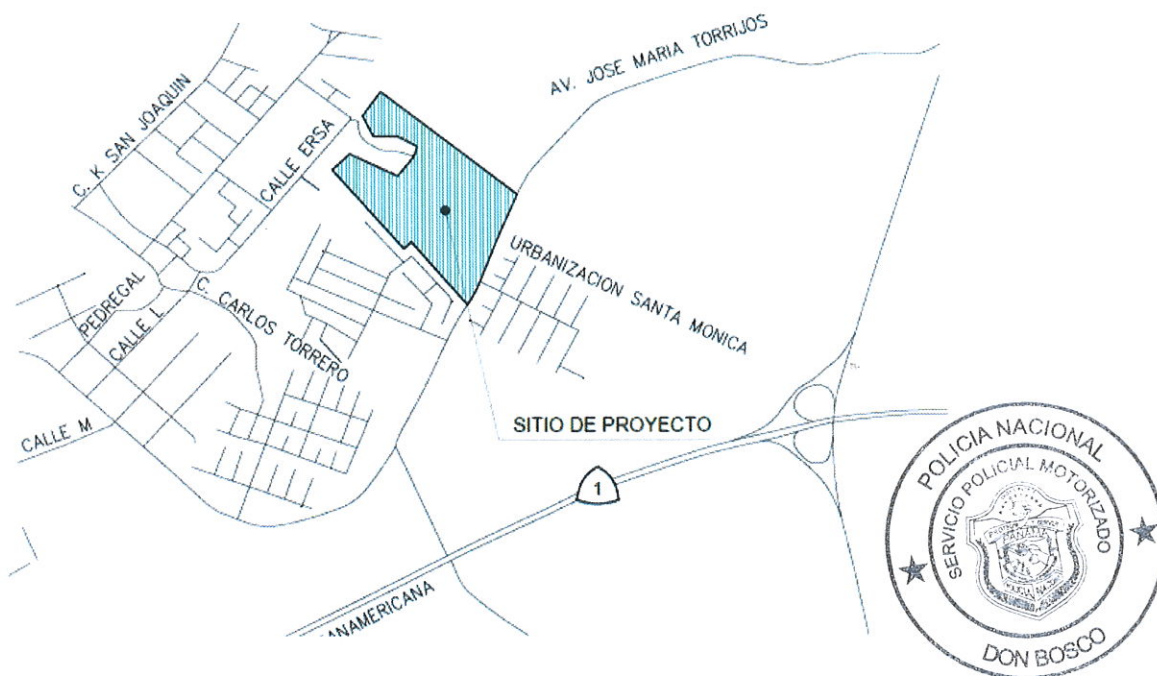 AV. JOSE MARIA TORRIJOS
C. K SAN JOAQUIN
CALLE ERSA
URBANIZACION SANTA MONICA
PEDREGAL
CALLE L
C. CARLOS TORRERO
CALLE M
SITIO DE PROYECTO
1
ANAMERICANA
POLICIA NACIONAL
SERVICIO POLICIAL MOTORIZADO
DON BOSCO